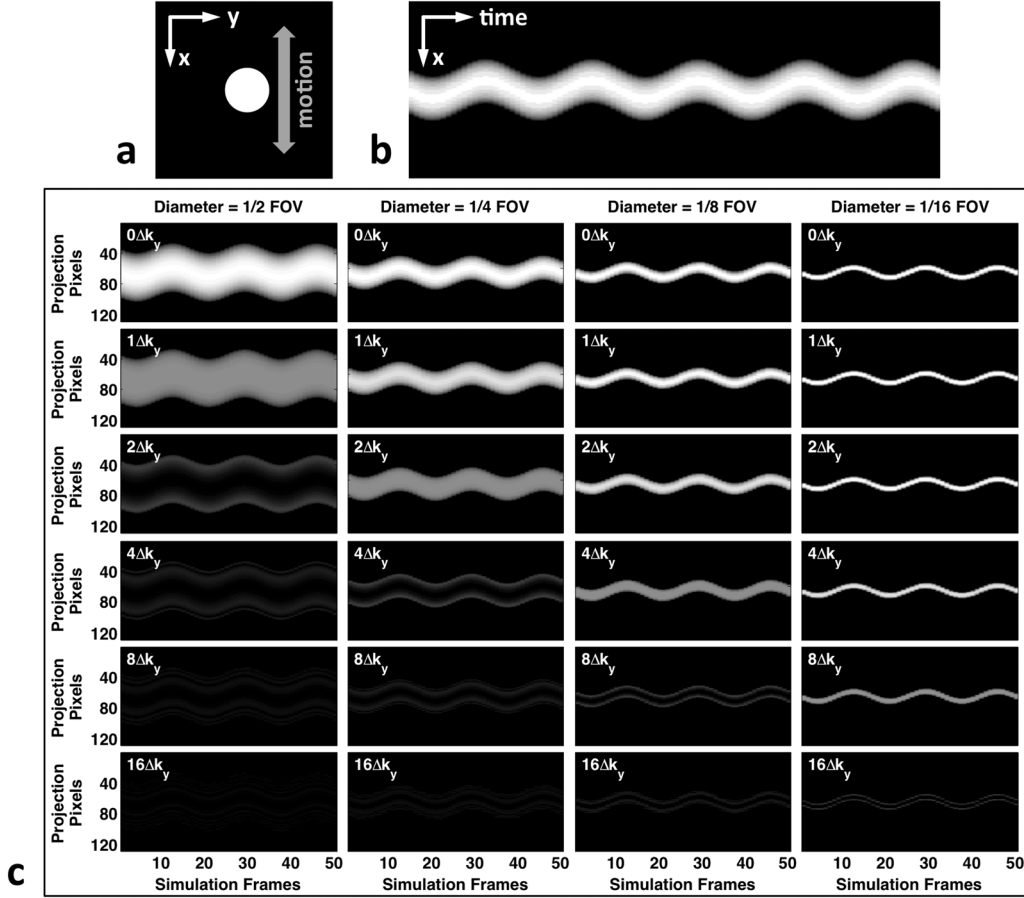 a
y
x
motion
b
time
x
Diameter = 1/2 FOV Diameter = 1/4 FOV Diameter = 1/8 FOV Diameter = 1/16 FOV
Projection Pixels
40
80
120
0Δky 0Δky 0Δky 0Δky
Projection Pixels
40
80
120
1Δky 1Δky 1Δky 1Δky
Projection Pixels
40
80
120
2Δky 2Δky 2Δky 2Δky
Projection Pixels
40
80
120
4Δky 4Δky 4Δky 4Δky
Projection Pixels
40
80
120
8Δky 8Δky 8Δky 8Δky
Projection Pixels
40
80
120
16Δky 16Δky 16Δky 16Δky
10 20 30 40 50 10 20 30 40 50 10 20 30 40 50 10 20 30 40 50
Simulation Frames Simulation Frames Simulation Frames Simulation Frames
c